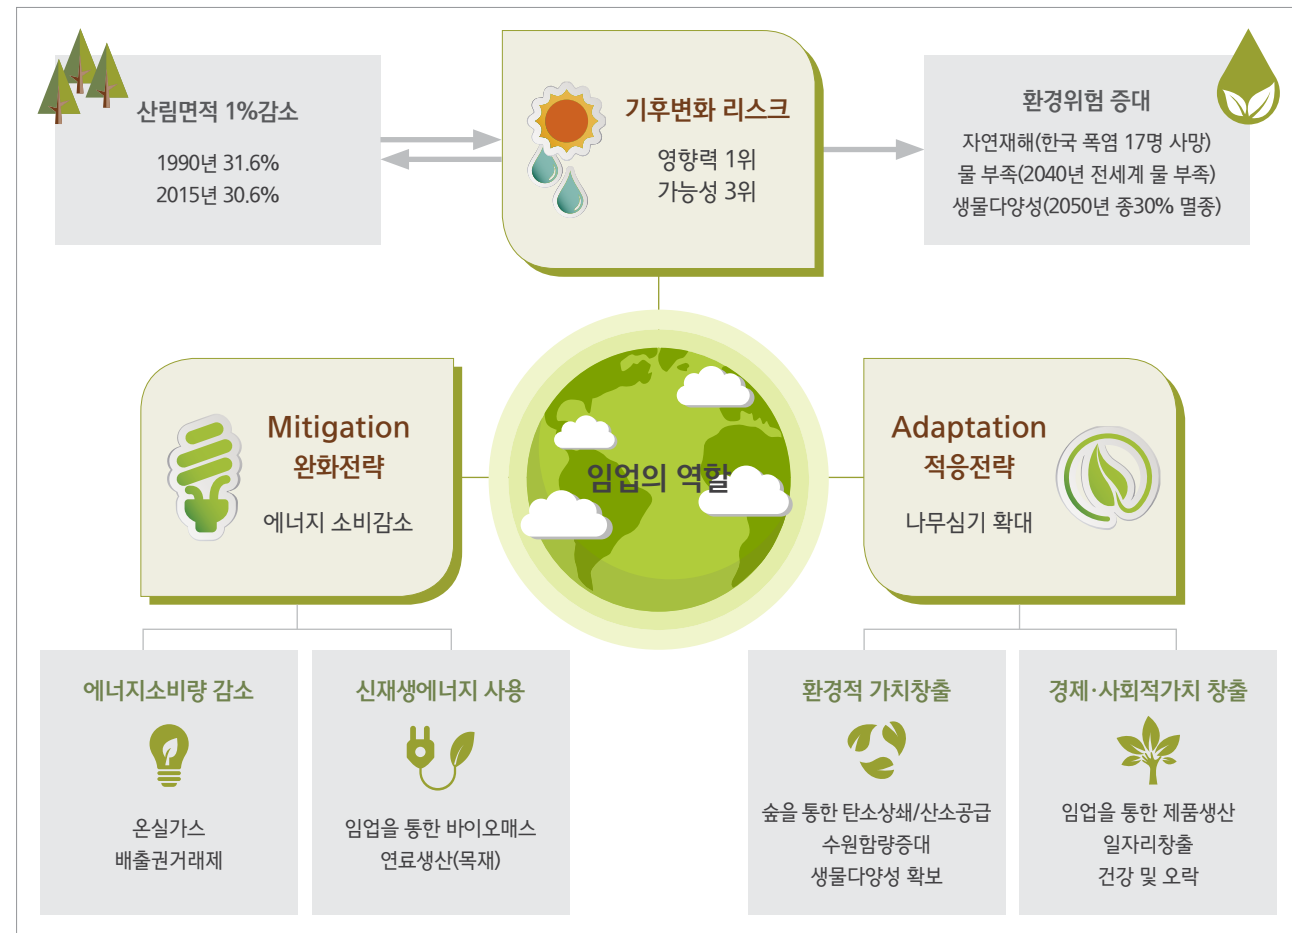 산림면적 1%감소
1990년 31.6%
2015년 30.6%
기후변화 리스크
영향력 1위
가능성 3위
환경위험 증대
자연재해(한국 폭염 17명 사망)
물 부족(2040년 전세계 물 부족)
생물다양성(2050년 종30% 멸종)
임업의 역할
Mitigation
완화전략
에너지 소비감소
Adaptation
적응전략
나무심기 확대
에너지소비량 감소
온실가스
배출권거래제
신재생에너지 사용
임업을 통한 바이오매스
연료생산(목재)
환경적 가치창출
숲을 통한 탄소상쇄/산소공급
수원함량증대
생물다양성 확보
경제·사회적가치 창출
임업을 통한 제품생산
일자리창출
건강 및 오락